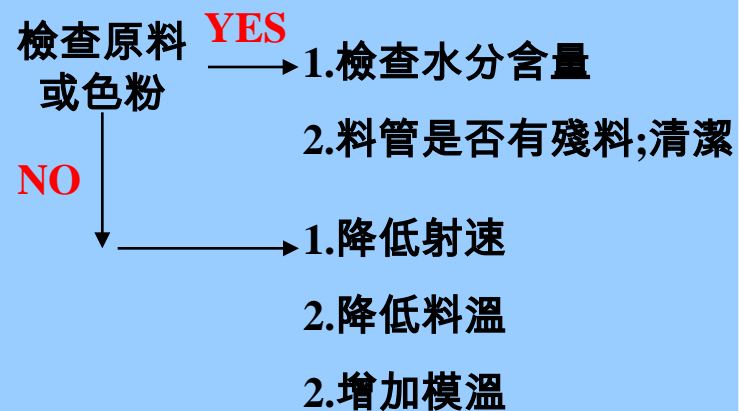 檢查原料
或色粉
YES
1.檢查水分含量
2.料管是否有殘料;清潔
NO
1.降低射速
2.降低料溫
2.增加模溫